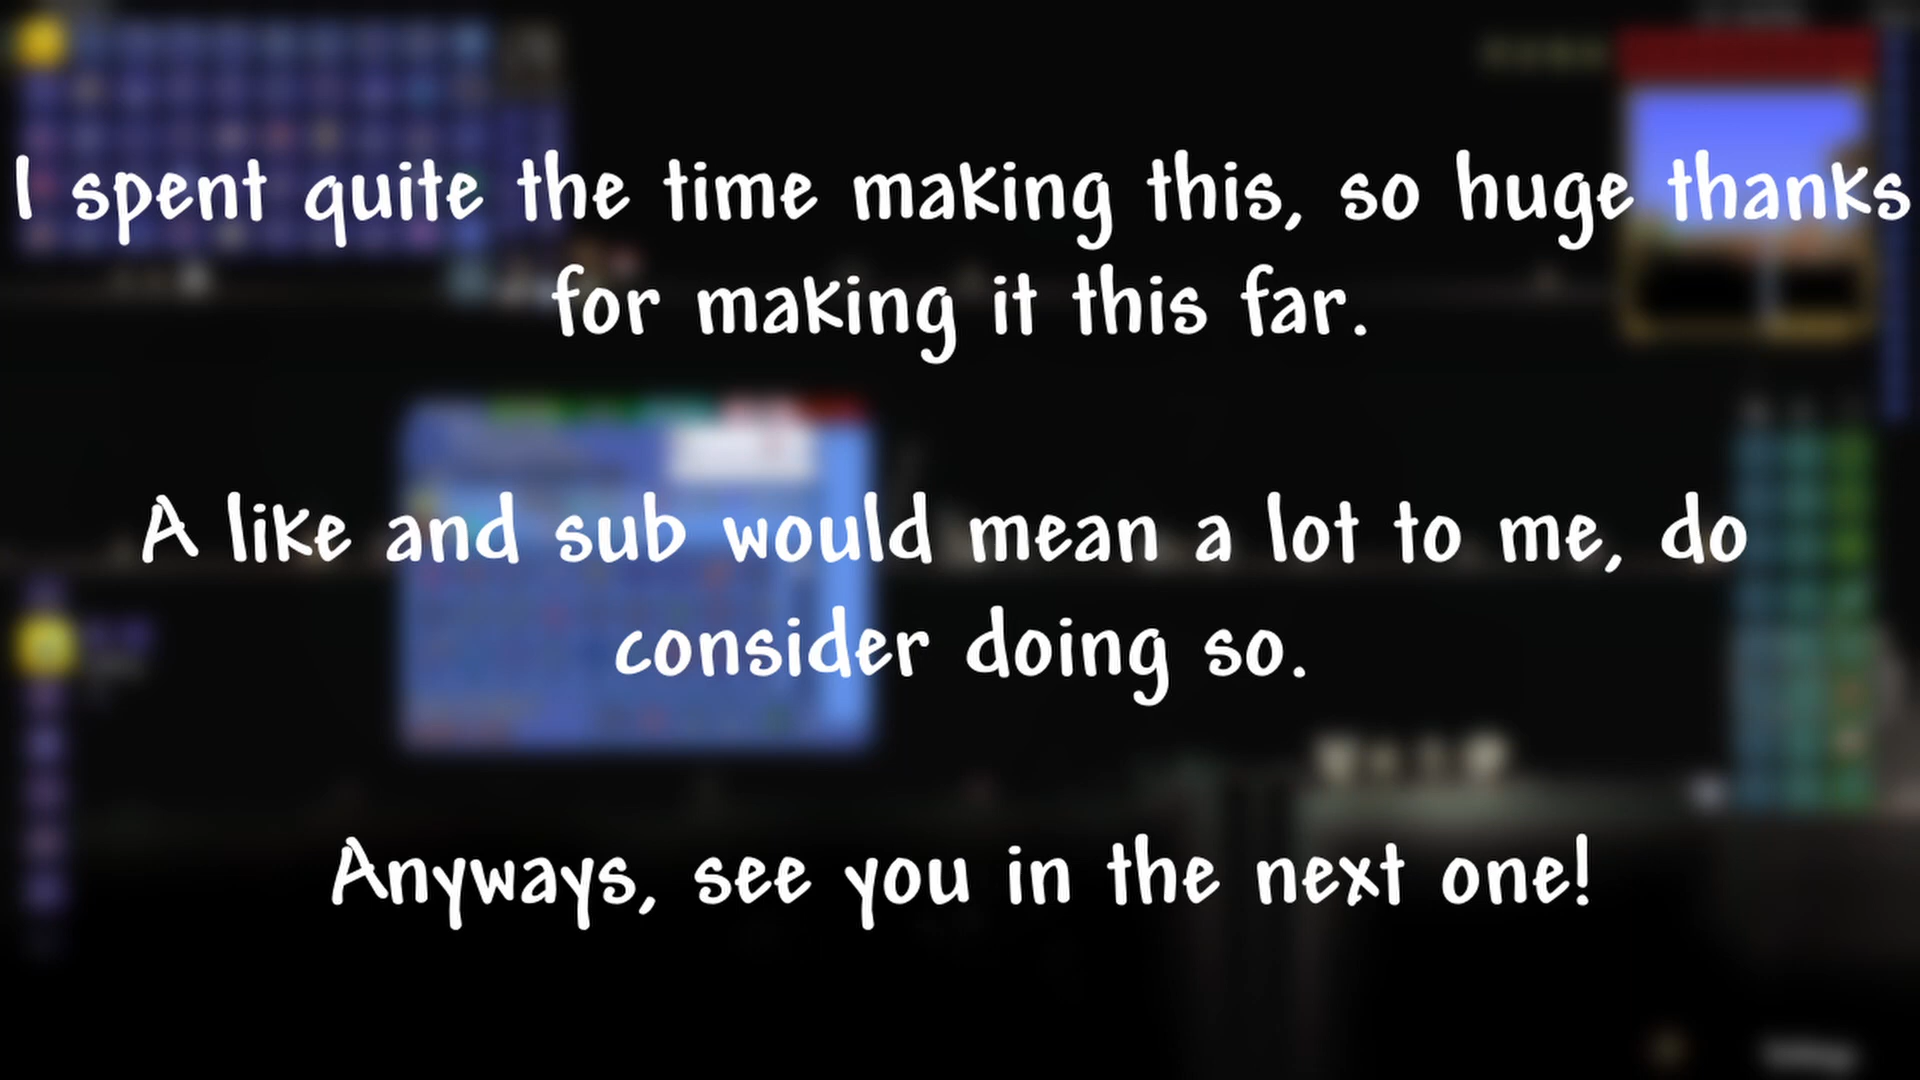 I spent quite the time making this, so huge thanks
for making it this far.
A like and sub would mean a lot to me, do
consider doing so.
Anyways, see you in the next one!